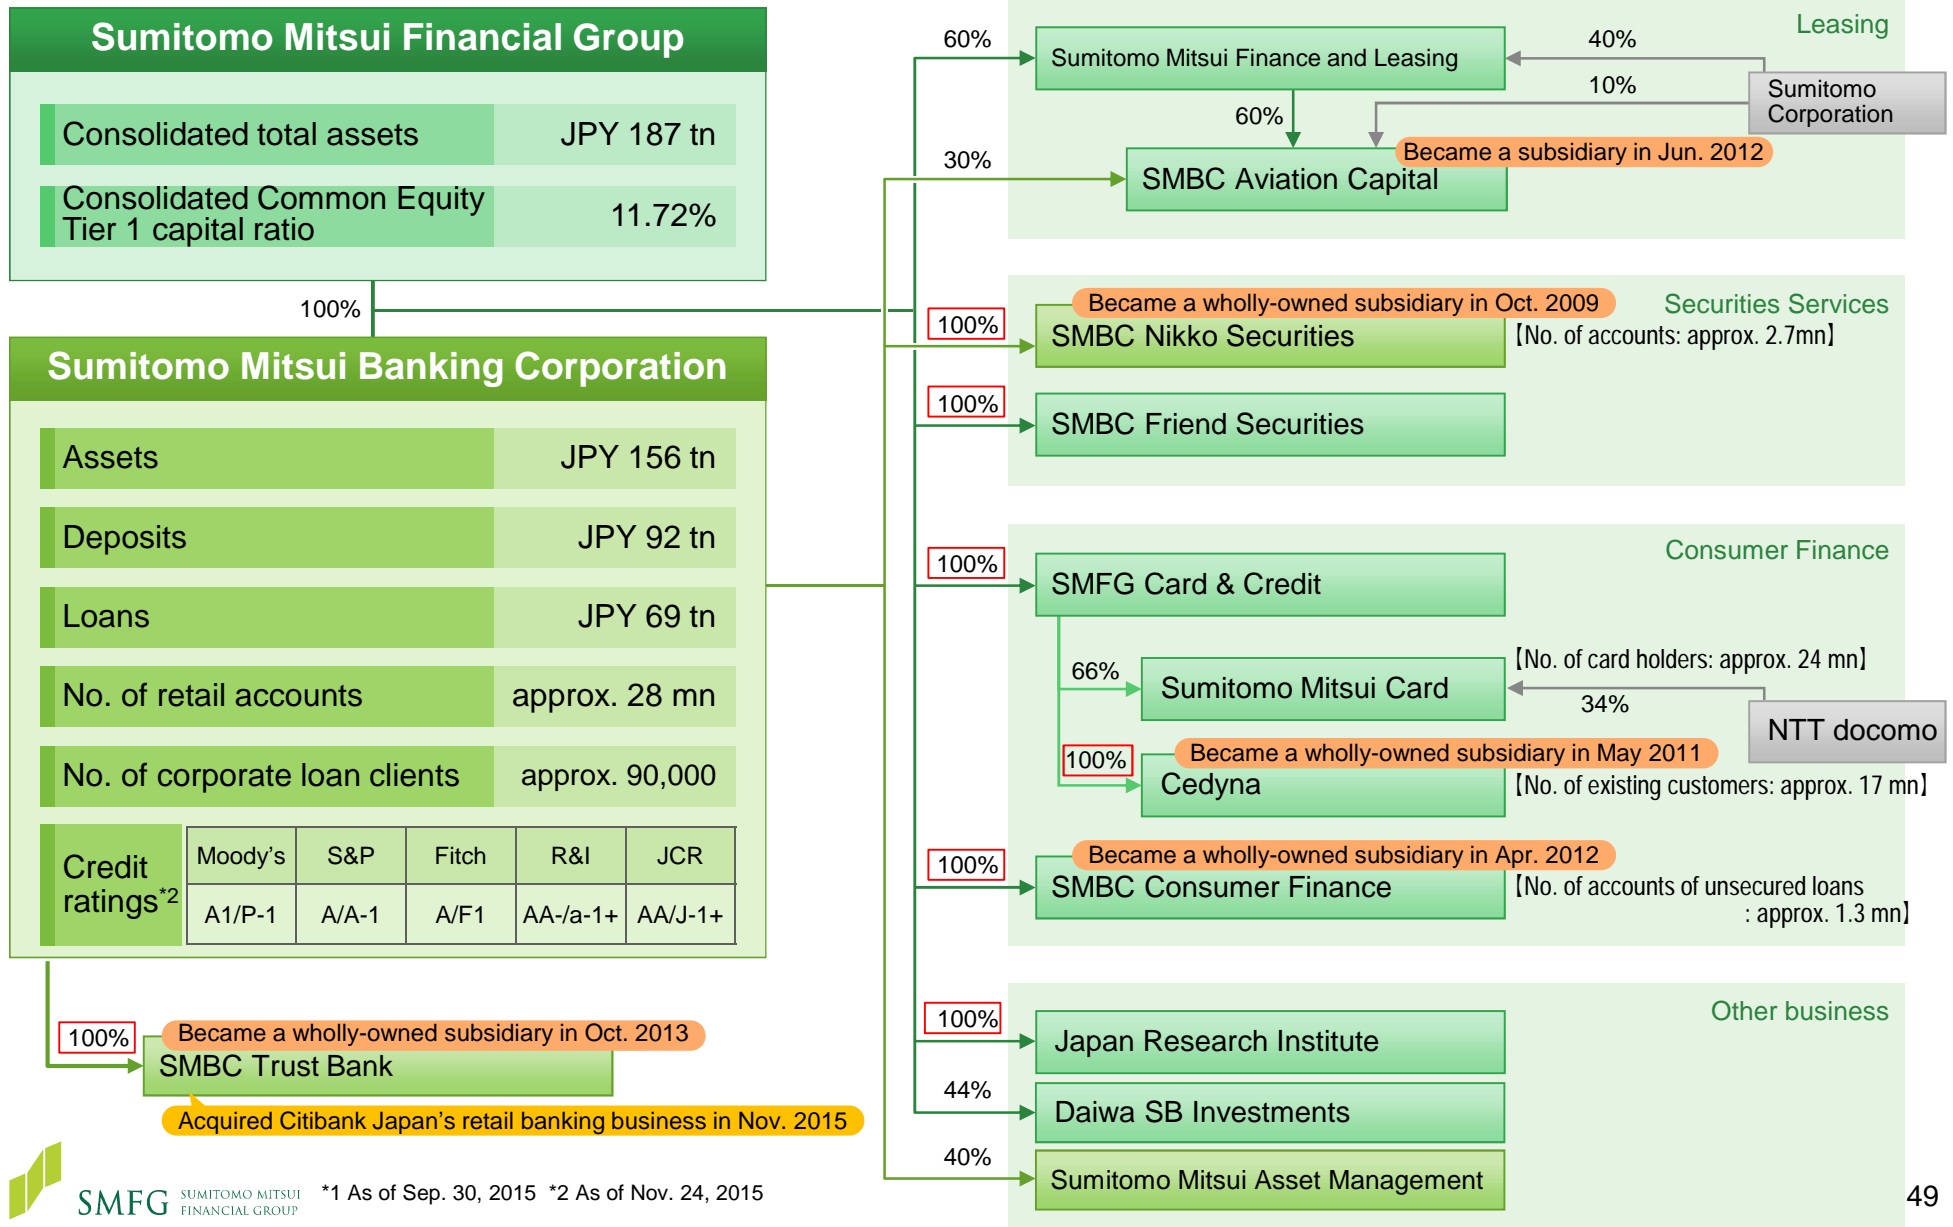 Sumitomo Mitsui Financial Group
Consolidated total assets JPY 187 tn
Consolidated Common Equity
Tier 1 capital ratio 11.72%
100%
Sumitomo Mitsui Banking Corporation
Assets JPY 156 tn
Deposits JPY 92 tn
Loans JPY 69 tn
No. of retail accounts approx. 28 mn
No. of corporate loan clients approx. 90,000
Credit
ratings*2
Moody's S&P Fitch R&I JCR
A1/P-1 A/A-1 A/F1 AA-/a-1+ AA/J-1+
100%
Became a wholly-owned subsidiary in Oct. 2013
SMBC Trust Bank
Acquired Citibank Japan's retail banking business in Nov. 2015
Leasing
60%
Sumitomo Mitsui Finance and Leasing
40%
10%
Sumitomo
Corporation
60%
30%
Became a subsidiary in Jun. 2012
SMBC Aviation Capital
Securities Services
Became a wholly-owned subsidiary in Oct. 2009
100%
SMBC Nikko Securities
【No. of accounts: approx. 2.7mn】
100%
SMBC Friend Securities
Consumer Finance
100%
SMFG Card & Credit
66%
Sumitomo Mitsui Card
【No. of card holders: approx. 24 mn】
34%
NTT docomo
100%
Became a wholly-owned subsidiary in May 2011
Cedyna
【No. of existing customers: approx. 17 mn】
100%
Became a wholly-owned subsidiary in Apr. 2012
SMBC Consumer Finance
【No. of accounts of unsecured loans
: approx. 1.3 mn】
Other business
100%
Japan Research Institute
44%
Daiwa SB Investments
40%
Sumitomo Mitsui Asset Management
SMFG
SUMITOMO MITSUI
FINANCIAL GROUP
*1 As of Sep. 30, 2015 *2 As of Nov. 24, 2015
49